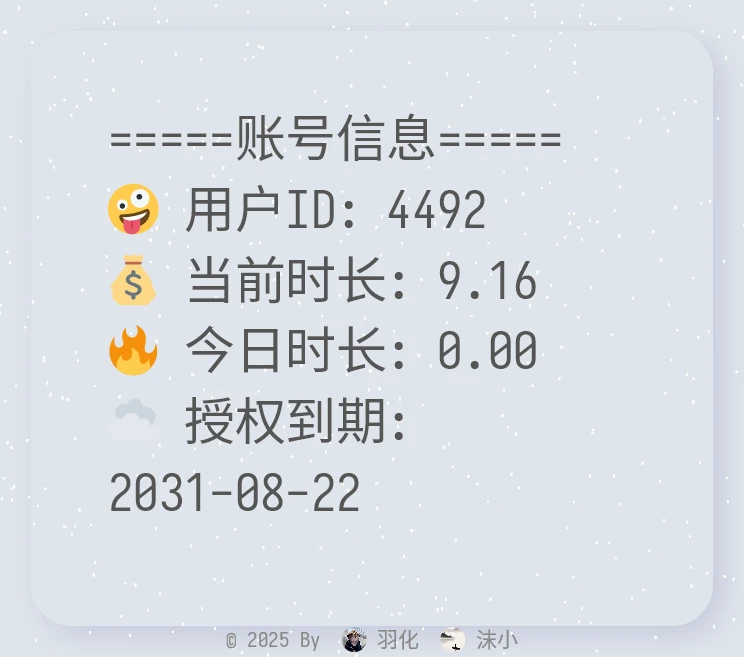 =====账号信息=====
🤪 用户ID: 4492
💰 当前时长: 9.16
🔥 今日时长: 0.00
☁️ 授权到期:
2031-08-22
© 2025 By 羽化 沫小